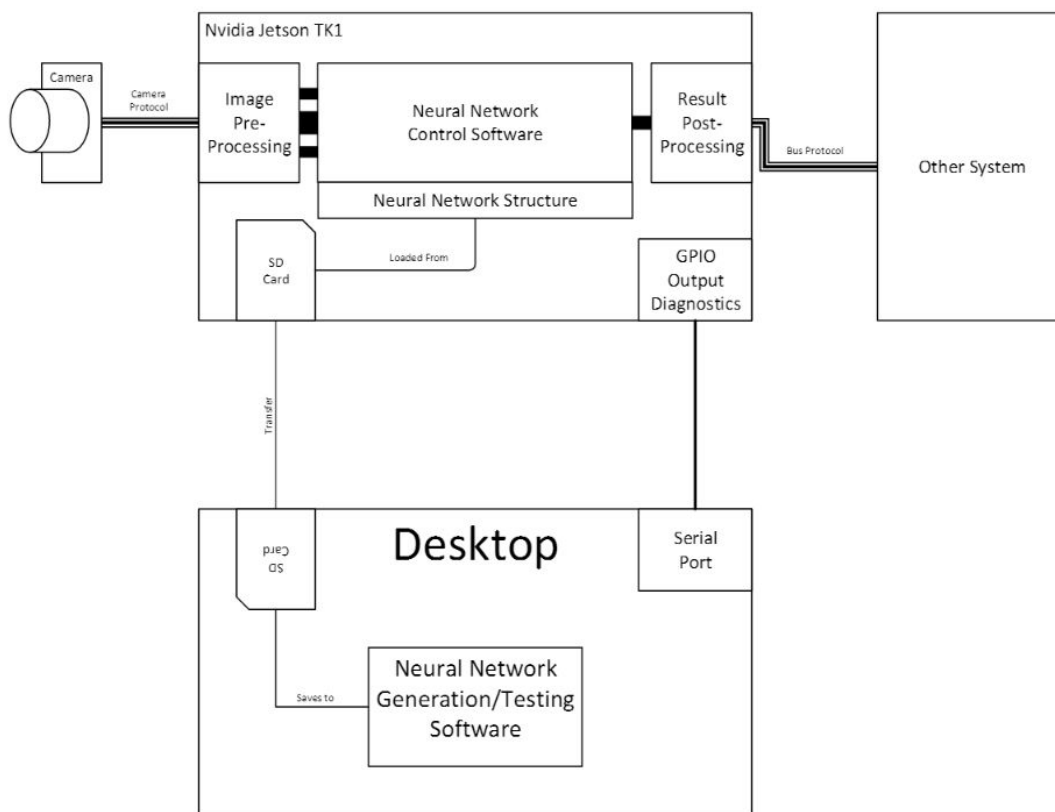 Nvidia Jetson TK1
Camera
Camera
Protocol
Image
Pre-
Processing
Neural Network
Control Software
Result
Post-
Processing
Bus Protocol
Other System
Neural Network Structure
SD
Card
Loaded From
GPIO
Output
Diagnostics
Transfer
SD
Card
Desktop
Serial
Port
Saves to
Neural Network
Generation/Testing
Software